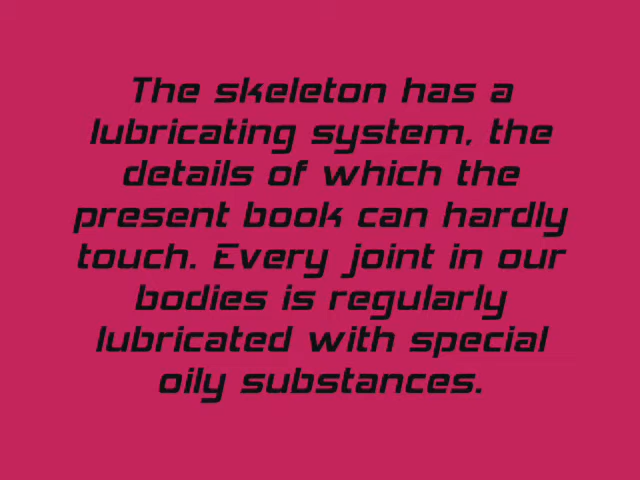 The skeleton has a
lubricating system, the
details of which the
present book can hardly
touch. Every joint in our
bodies is regularly
lubricated with special
oily substances.